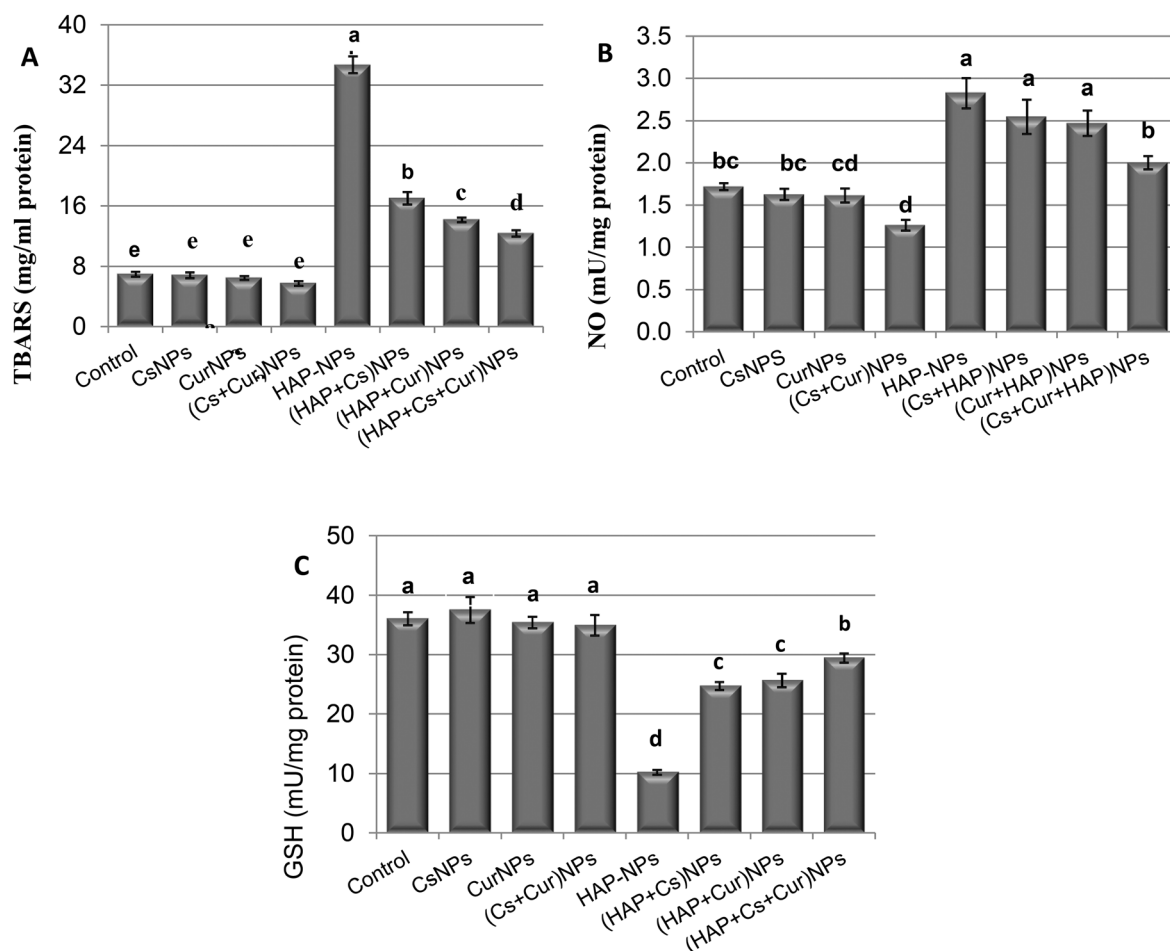 A
TBARS (mg/ml protein)
40
32
24
16
8
0
e
e
e
e
a
b
c
d
Control
CsNPs
CurNPs
(Cs+Cur)NPs
HAP-NPs
(HAP+Cs)NPs
(HAP+Cur)NPs
(HAP+Cs+Cur)NPs
B
NO (mU/mg protein)
3.5
3.0
2.5
2.0
1.5
1.0
0.5
0.0
bc
bc
cd
d
a
a
a
b
Control
CsNPS
CurNPs
(Cs+Cur)NPs
HAP-NPs
(Cs+HAP)NPs
(Cur+HAP)NPs
(Cs+Cur+HAP)NPs
C
GSH (mU/mg protein)
50
40
30
20
10
0
a
a
a
a
d
c
c
b
Control
CsNPs
CurNPs
(Cs+Cur)NPs
HAP-NPs
(HAP+Cs)NPs
(HAP+Cur)NPs
(HAP+Cs+Cur)NPs